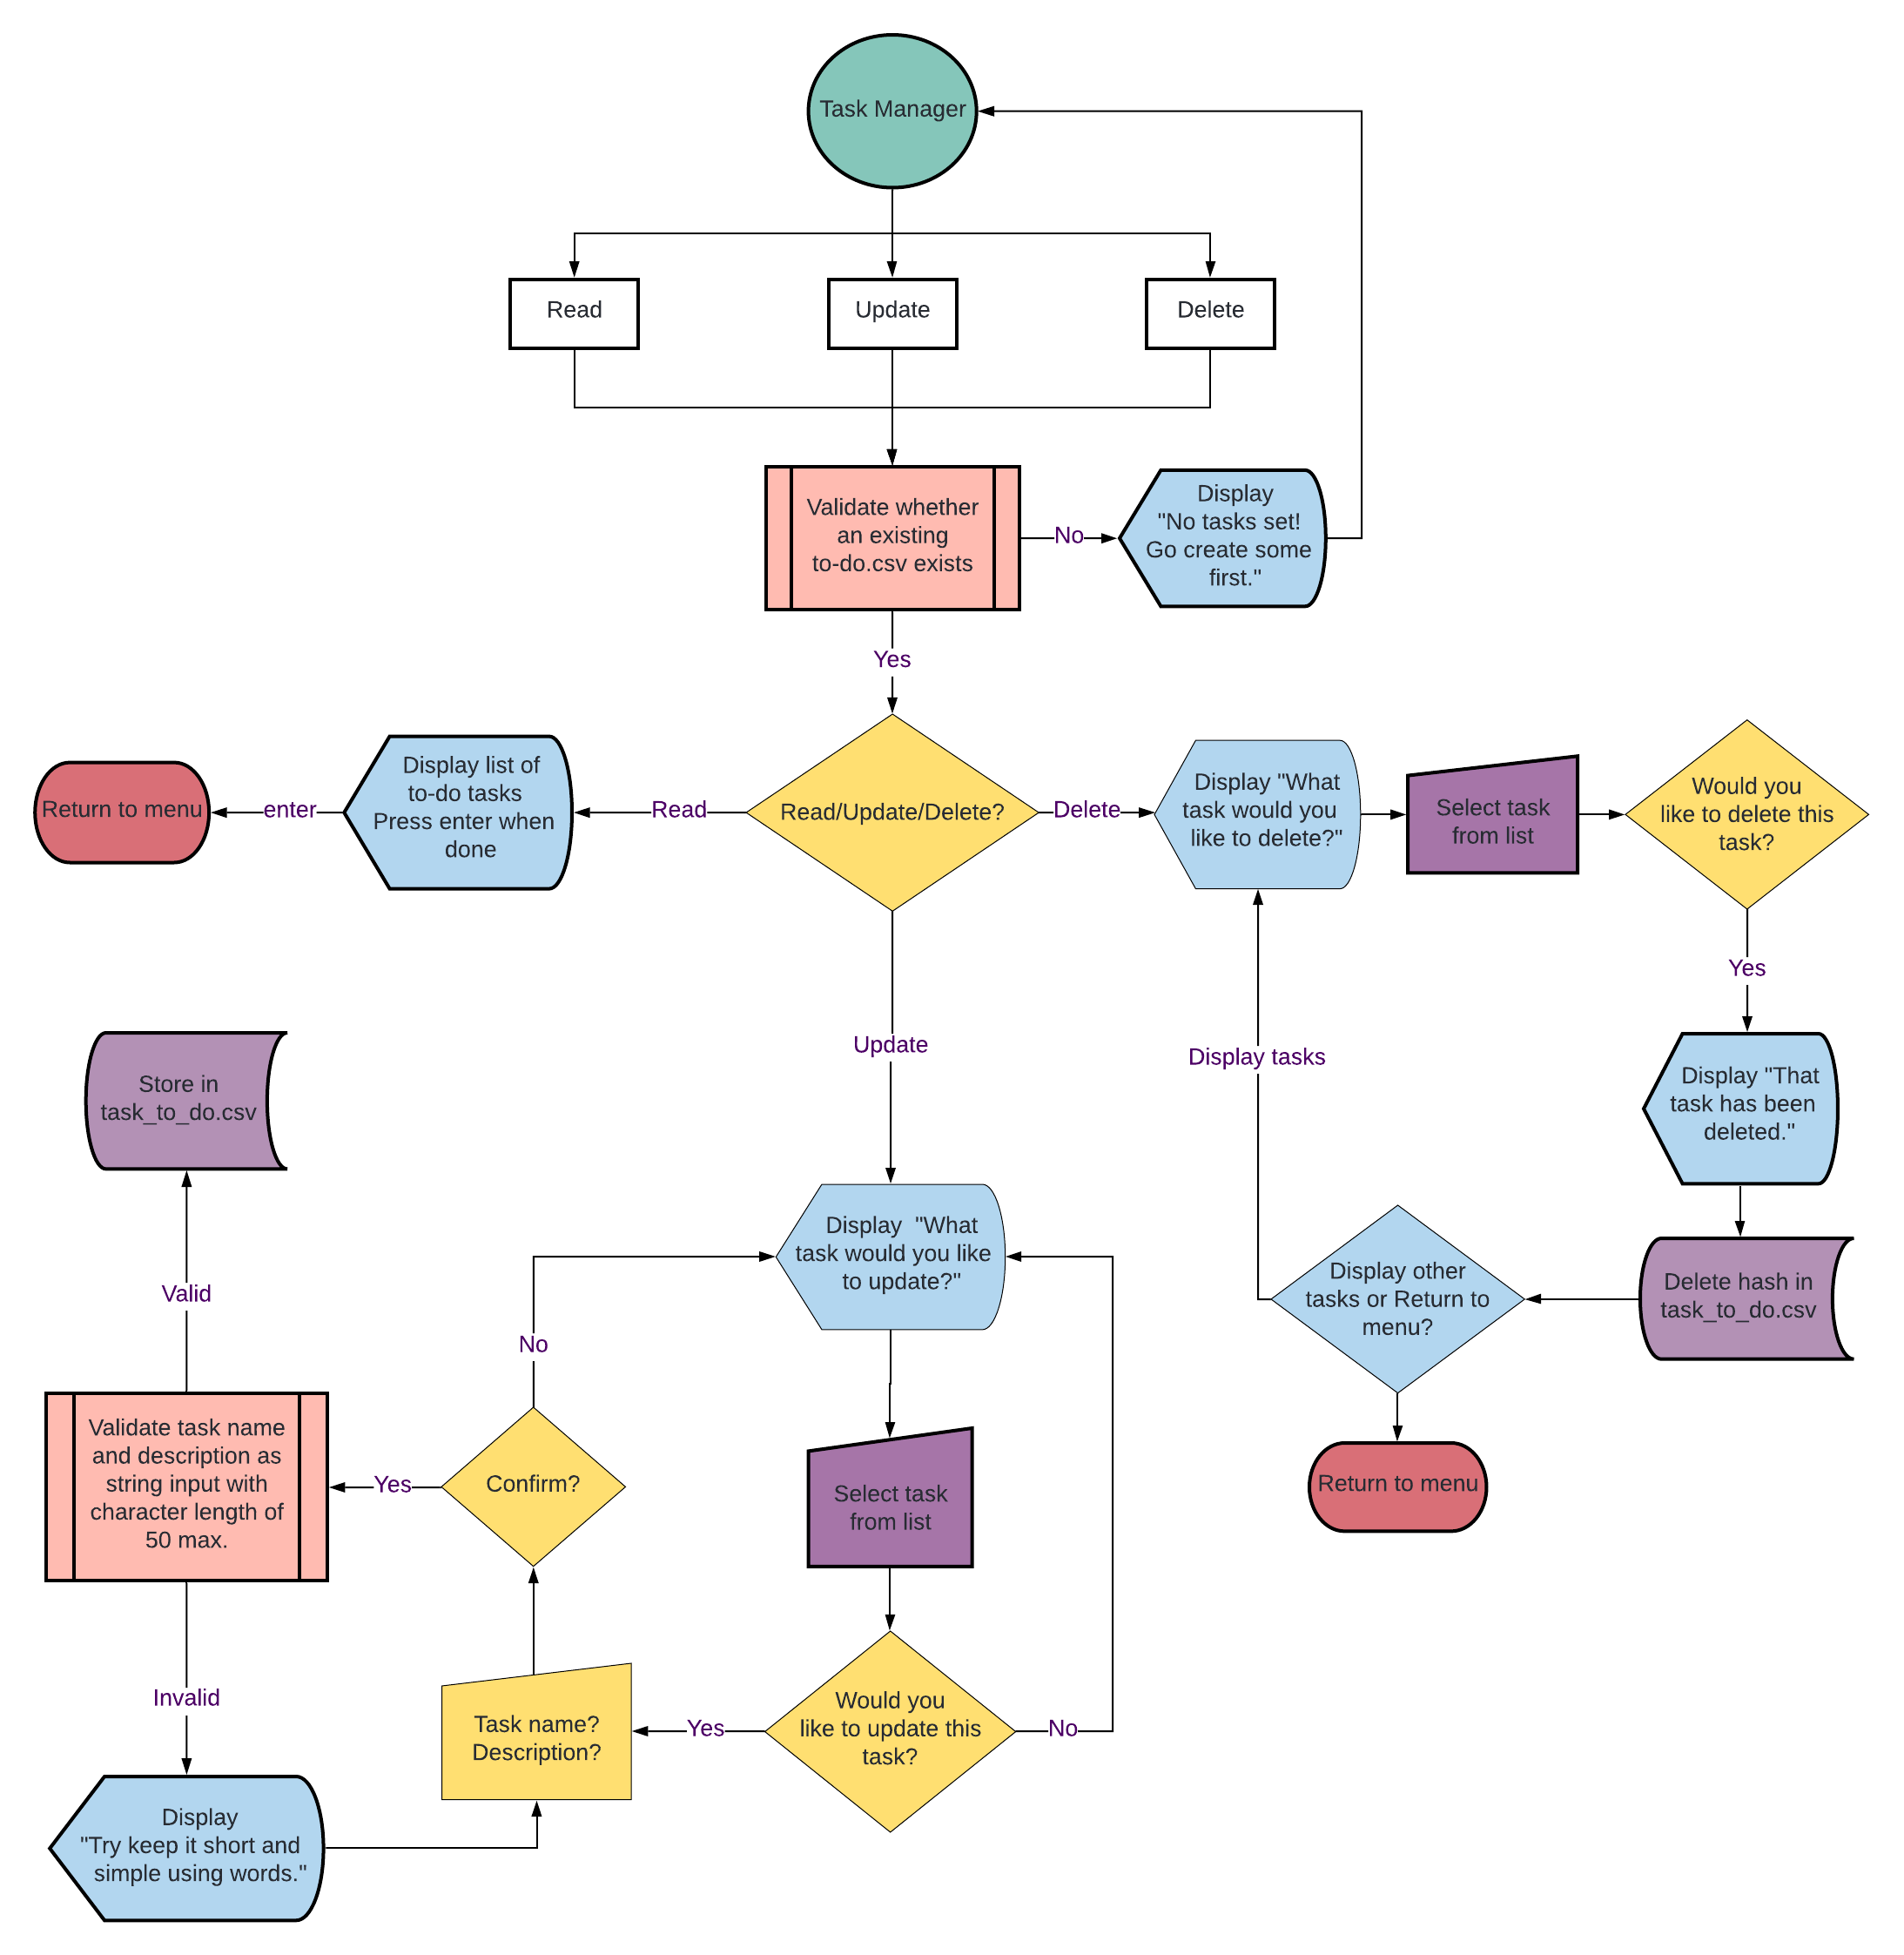 Task Manager
Read
Update
Delete
Validate whether
an existing
to-do.csv exists
No
Display
"No tasks set!
Go create some
first."
Yes
Return to menu
enter
Display list of
to-do tasks
Press enter when
done
Read
Read/Update/Delete?
Delete
Display "What
task would you
like to delete?"
Select task
from list
Would you
like to delete this
task?
Yes
Update
Display tasks
Display "That
task has been
deleted."
Store in
task_to_do.csv
Display "What
task would you like
to update?"
Display other
tasks or Return to
menu?
Delete hash in
task_to_do.csv
Valid
No
Validate task name
and description as
string input with
character length of
50 max.
Yes
Confirm?
Select task
from list
Return to menu
Invalid
Task name?
Description?
Yes
Would you
like to update this
task?
No
Display
"Try keep it short and
simple using words."